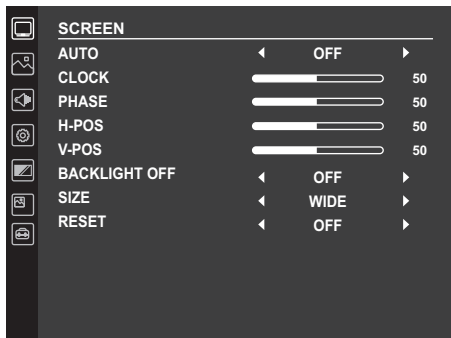 SCREEN
AUTO OFF
CLOCK 50
PHASE 50
H-POS 50
V-POS 50
BACKLIGHT OFF OFF
SIZE WIDE
RESET OFF